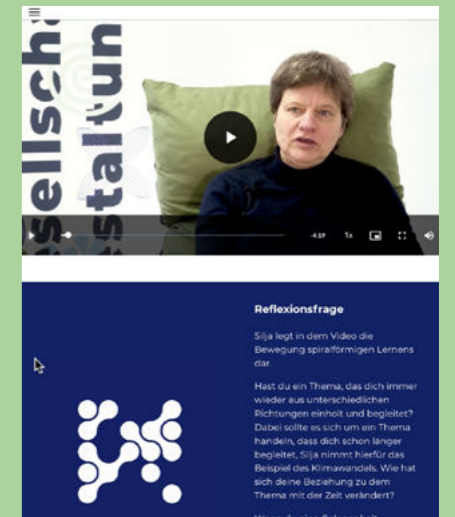 sellscha
staltun
-4:19 1x
Reflexionsfrage
Silja legt in dem Video die
Bewegung spiralförmigen Lernens
dar.
Hast du ein Thema, das dich immer
wieder aus unterschiedlichen
Richtungen einholt und begleitet?
Dabei sollte es sich um ein Thema
handeln, dass dich schon länger
begleitet, Silja nimmt hierfür das
Beispiel des Klimawandels. Wie hat
sich deine Beziehung zu dem
Thema mit der Zeit verändert?